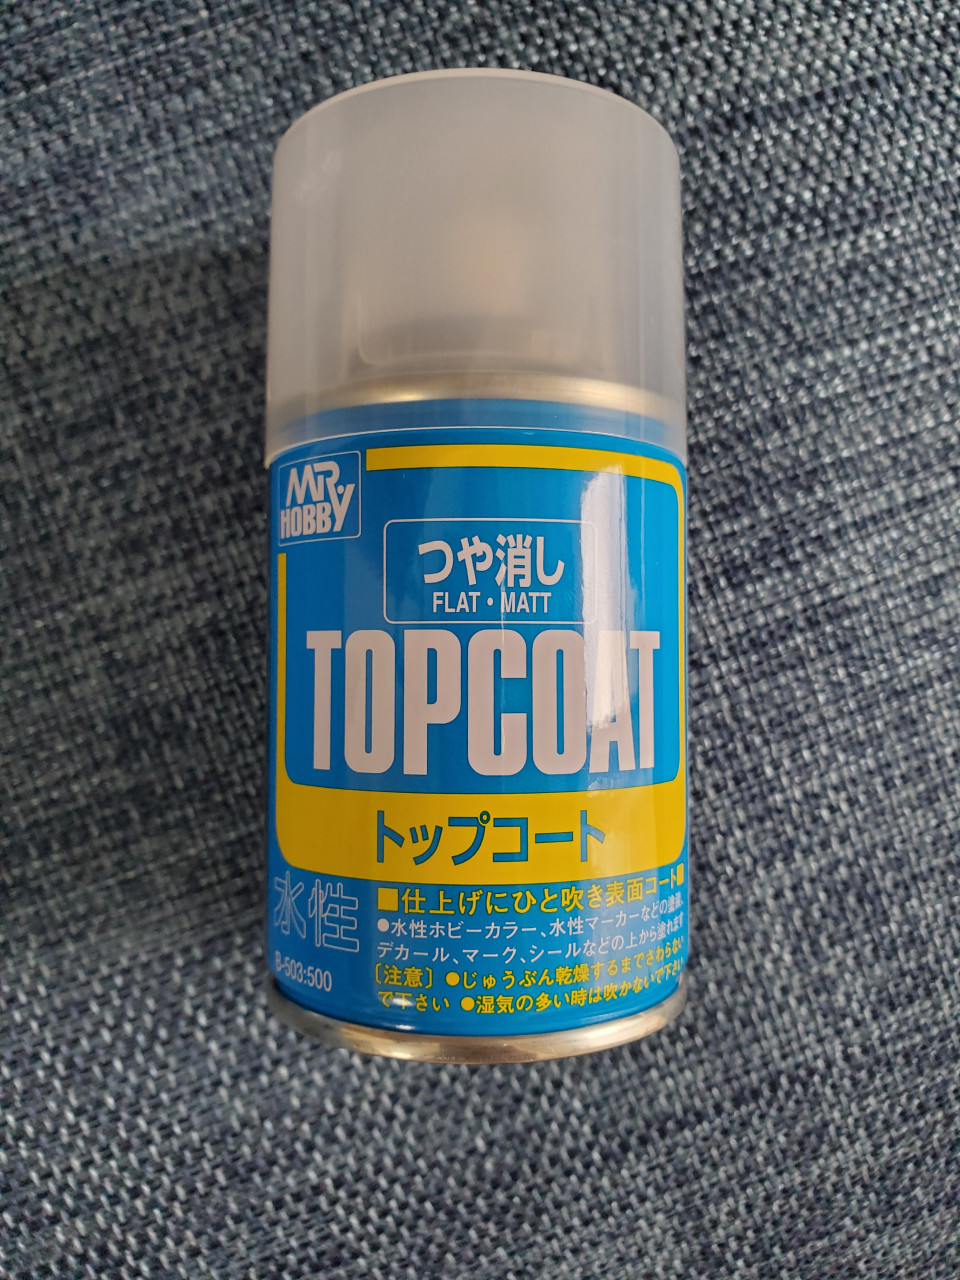 MR.
HOBBY
つや消し
FLAT・MATT
TOPCOAT
トップコート
水性
B-503:500
■仕上げにひと吹き表面コート■
●水性ホビーカラー、水性マーカーなどの塗装、
デカール、マーク、シールなどの上から塗れます
〔注意〕●じゅうぶん乾燥するまでさわらない
で下さい ●湿気の多い時は吹かないで下さい